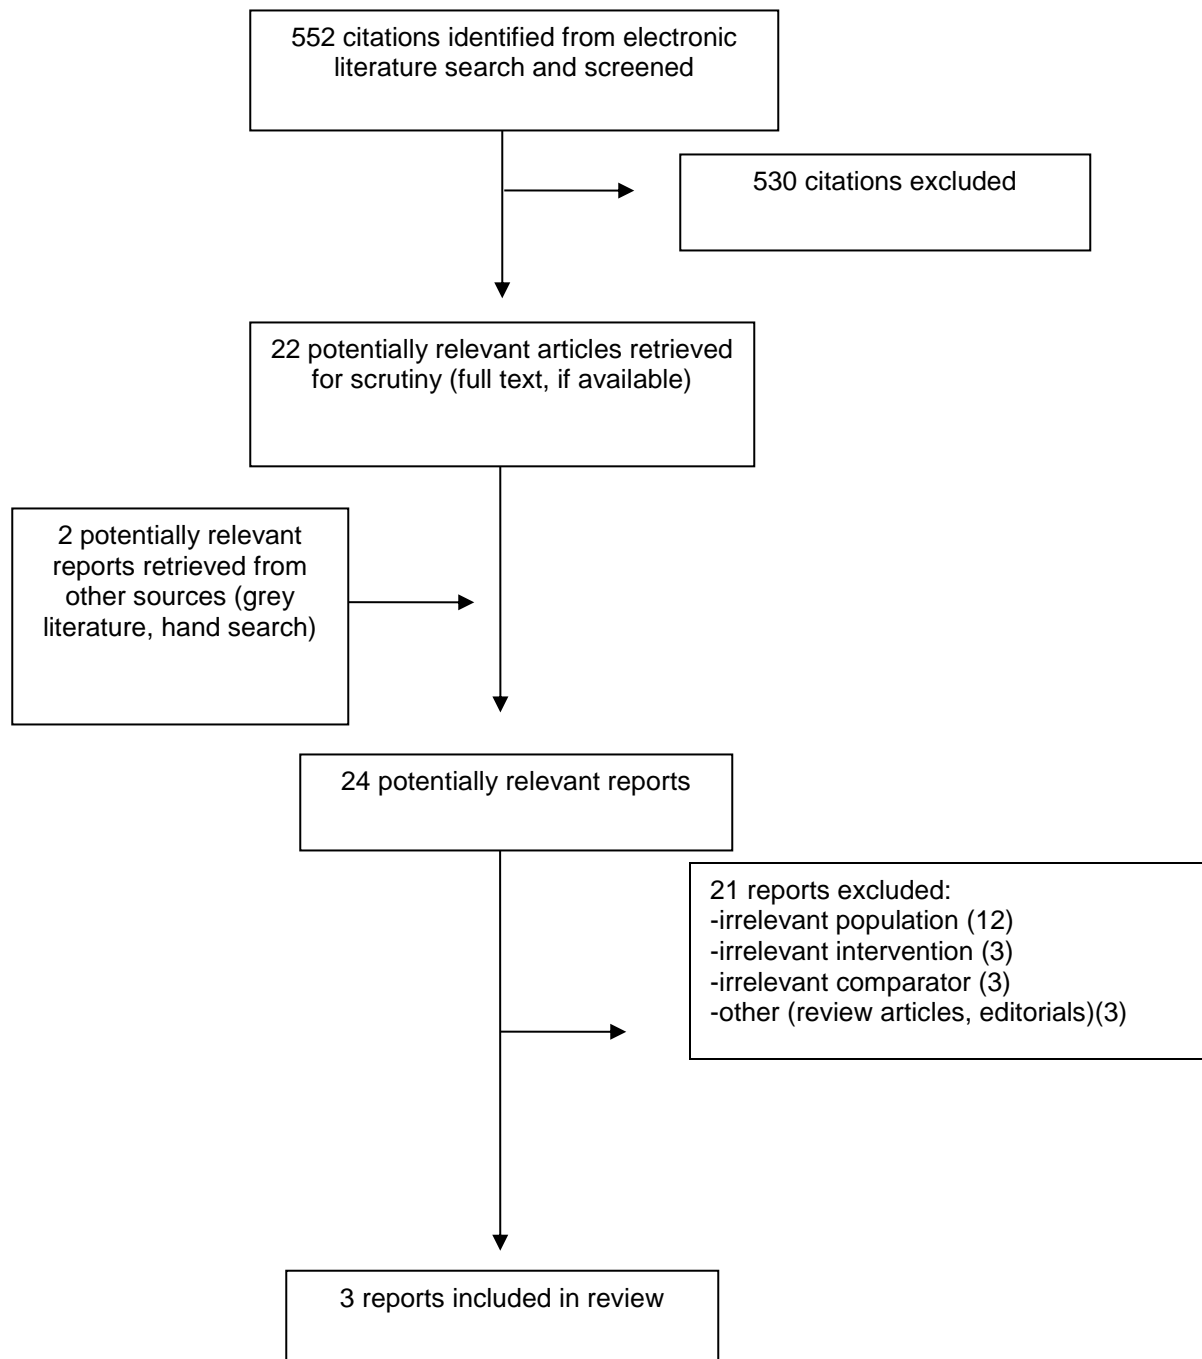 552 citations identified from electronic
literature search and screened
530 citations excluded
22 potentially relevant articles retrieved
for scrutiny (full text, if available)
2 potentially relevant
reports retrieved from
other sources (grey
literature, hand search)
24 potentially relevant reports
21 reports excluded:
-irrelevant population (12)
-irrelevant intervention (3)
-irrelevant comparator (3)
-other (review articles, editorials)(3)
3 reports included in review